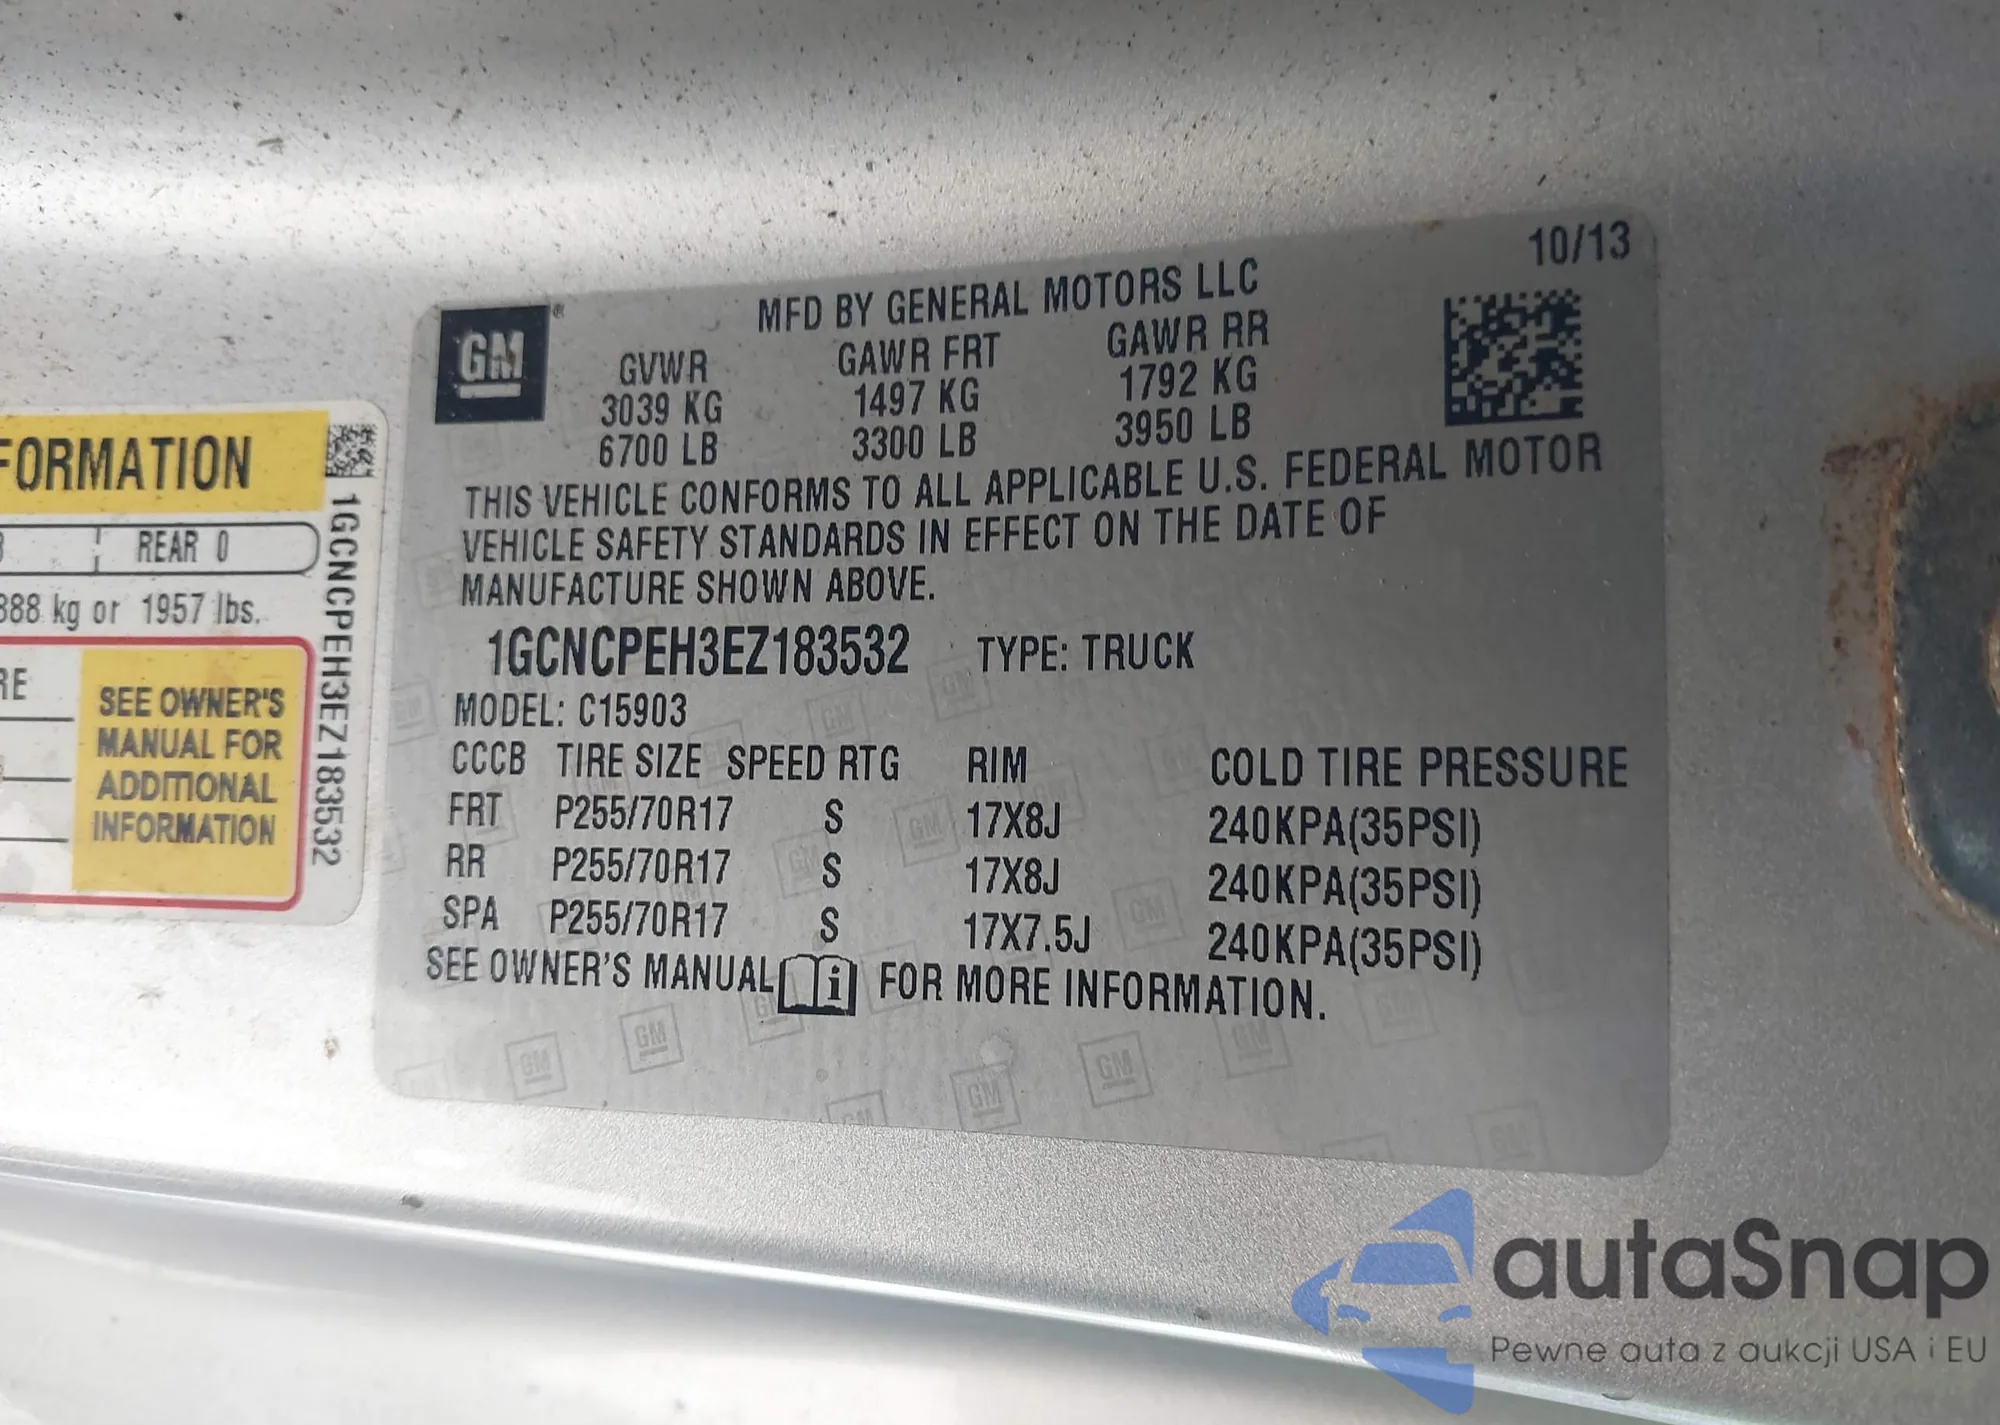 10/13
MFD BY GENERAL MOTORS LLC
GM®
GVWR GAWR FRT GAWR RR
3039 KG 1497 KG 1792 KG
6700 LB 3300 LB 3950 LB
THIS VEHICLE CONFORMS TO ALL APPLICABLE U.S. FEDERAL MOTOR
VEHICLE SAFETY STANDARDS IN EFFECT ON THE DATE OF
MANUFACTURE SHOWN ABOVE.
1GCNCPEH3EZ183532 TYPE: TRUCK
MODEL: C15903
CCCB TIRE SIZE SPEED RTG RIM COLD TIRE PRESSURE
FRT P255/70R17 S 17X8J 240KPA(35PSI)
RR P255/70R17 S 17X8J 240KPA(35PSI)
SPA P255/70R17 S 17X7.5J 240KPA(35PSI)
SEE OWNER'S MANUAL i FOR MORE INFORMATION.
FORMATION
REAR 0
888 kg or 1957 lbs.
RE
SEE OWNER'S
MANUAL FOR
ADDITIONAL
INFORMATION
1GCNCPEH3EZ183532
autaSnap
Pewne auta z aukcji USA i EU